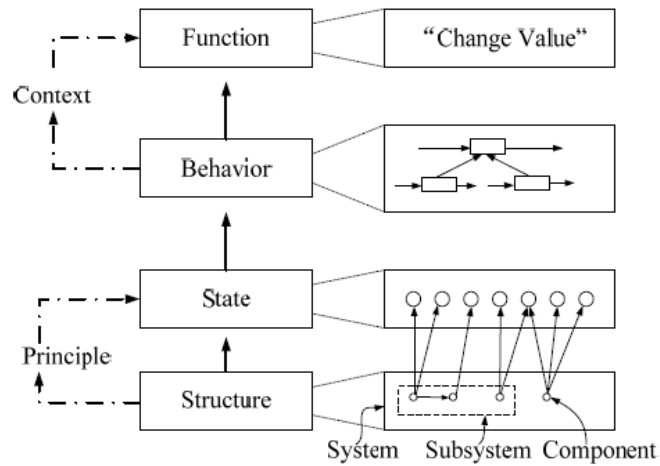 Function
“Change Value“
Context
Behavior
State
Principle
Structure
System
Subsystem
Component